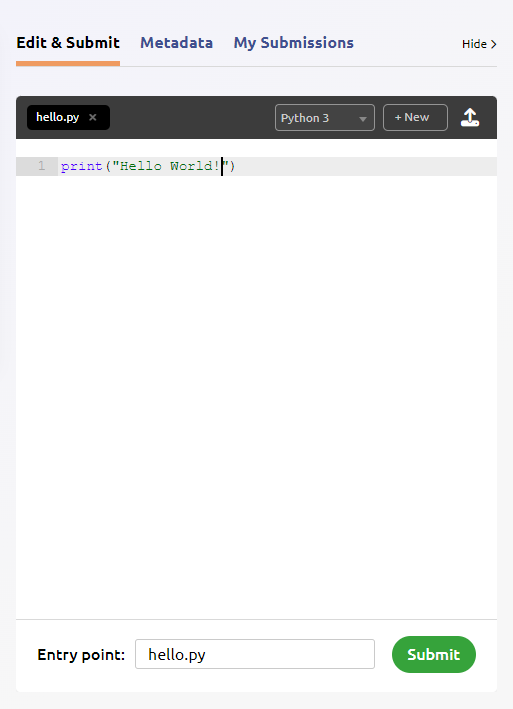 Edit & Submit Metadata My Submissions Hide
hello.py Python 3 + New
1 print("Hello World!")
Entry point: hello.py Submit